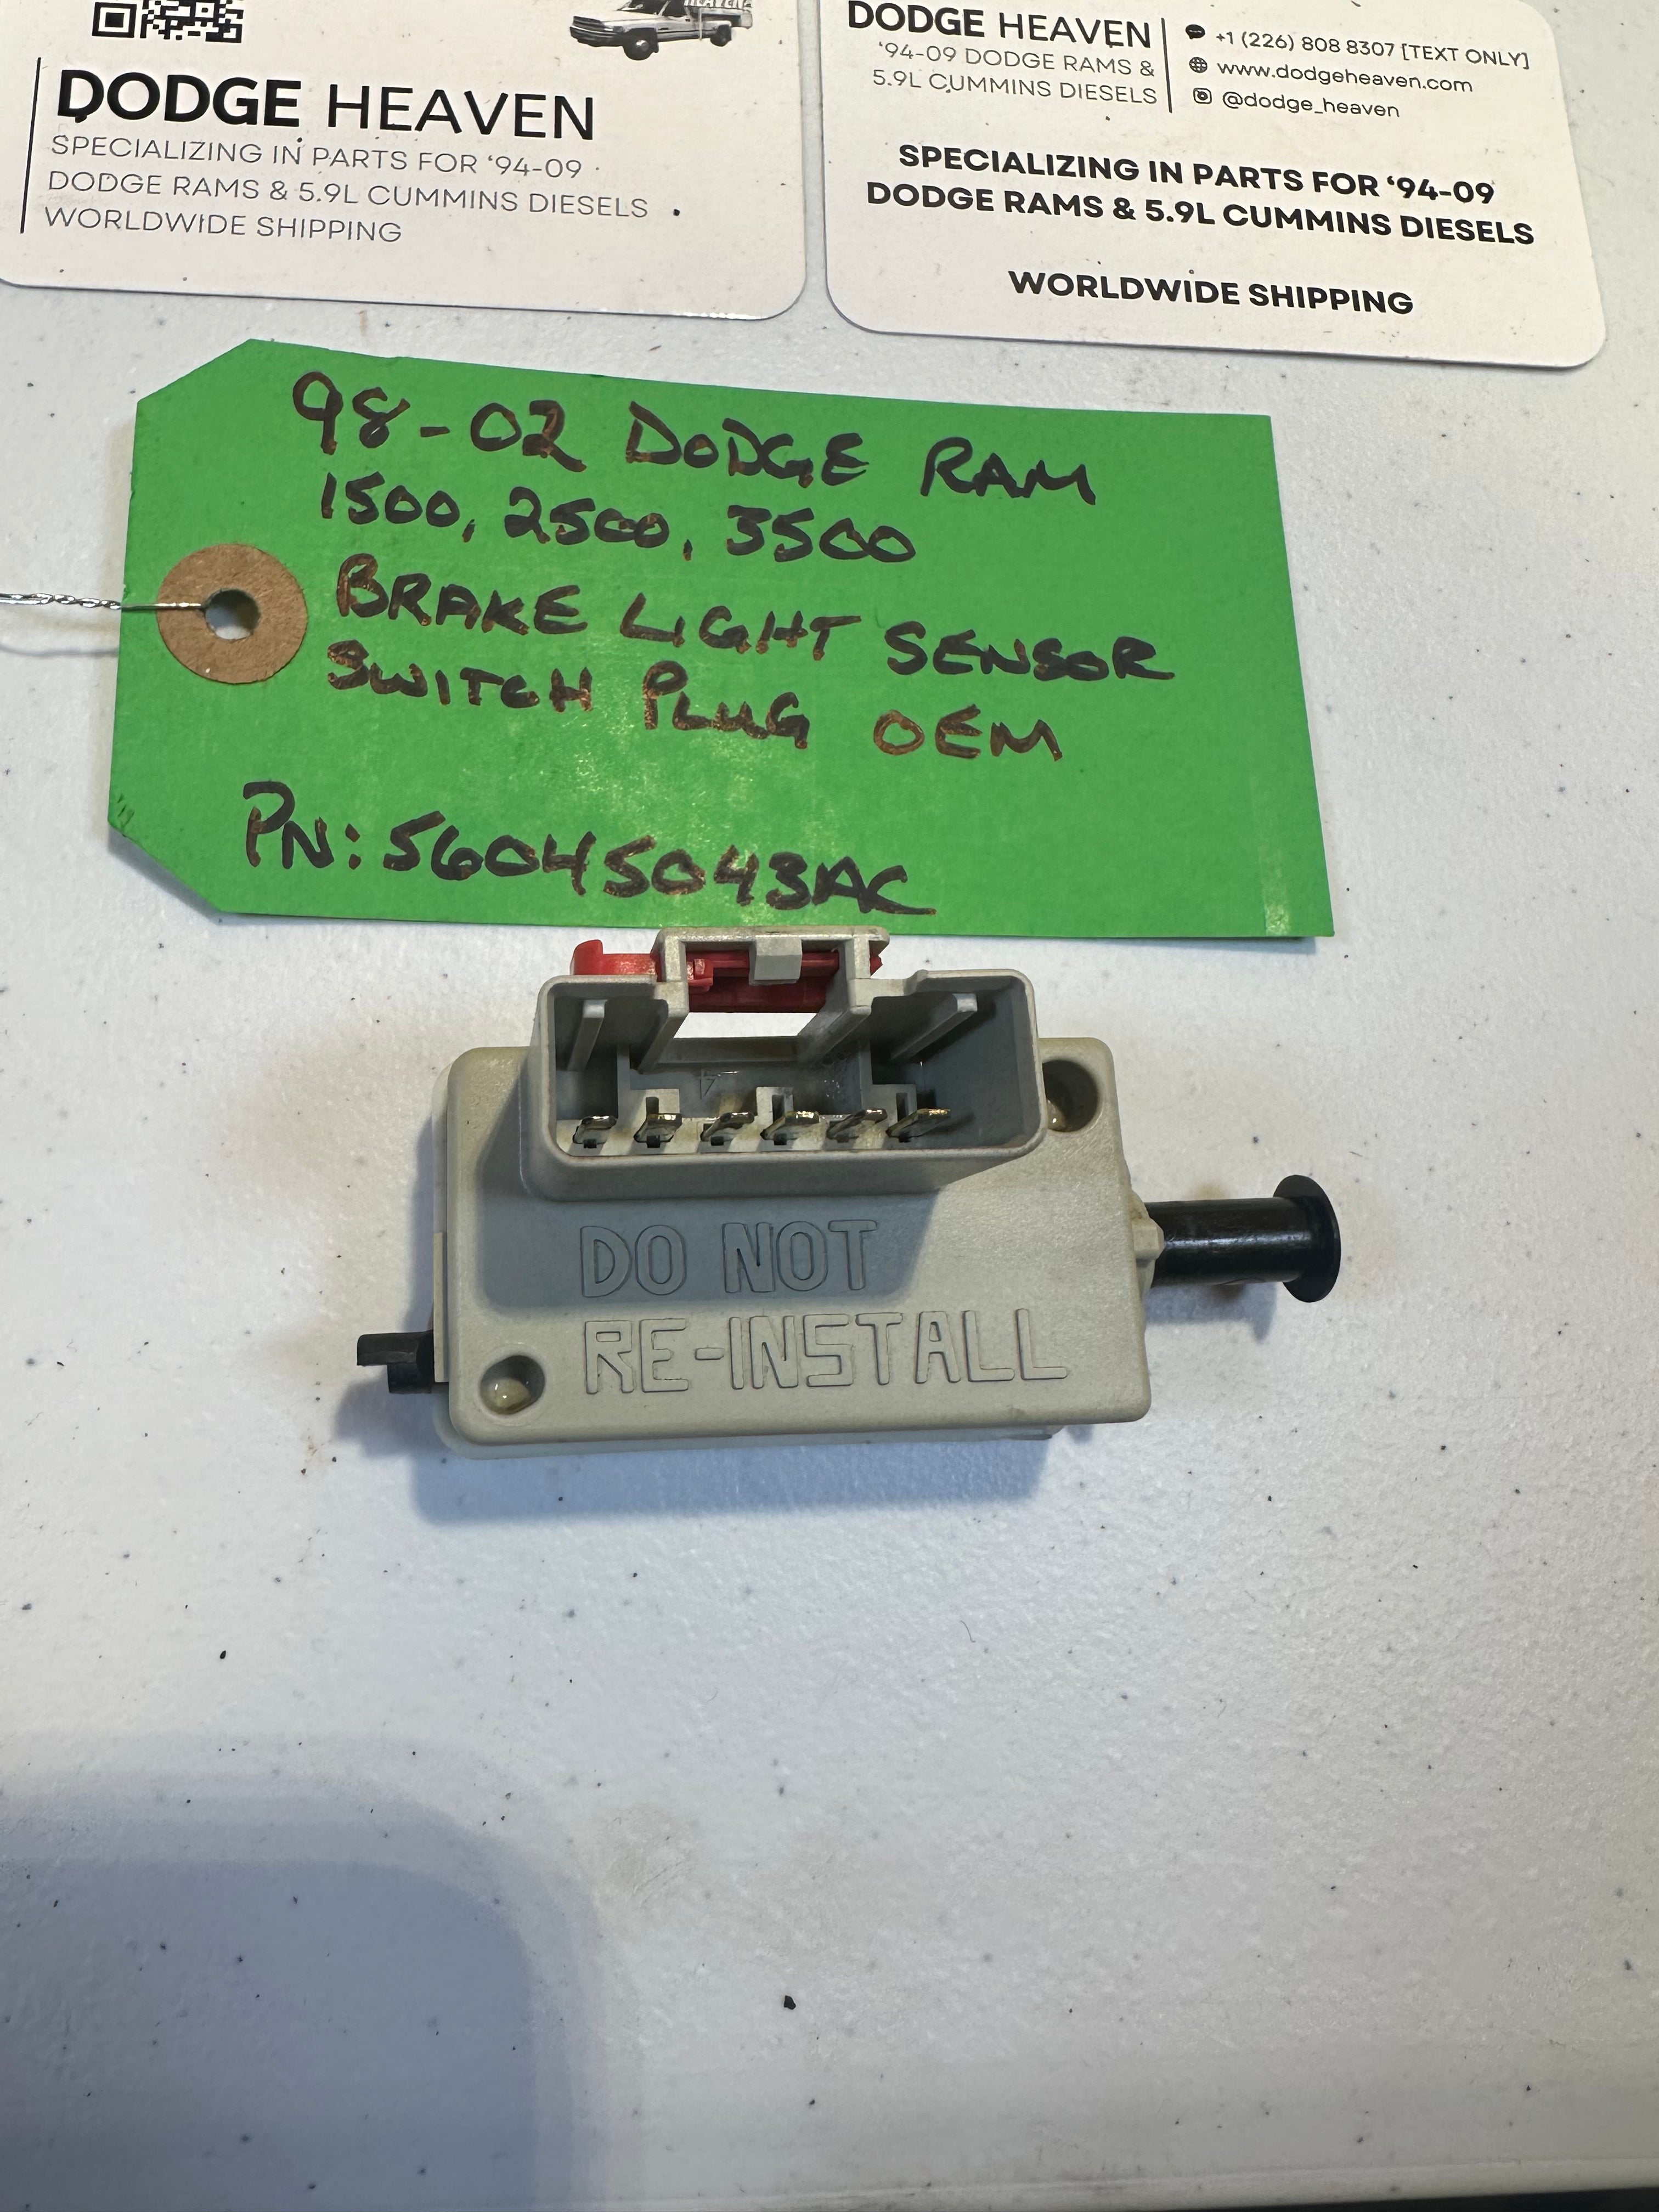 DODGE HEAVEN
SPECIALIZING IN PARTS FOR ‘94-09
DODGE RAMS & 5.9L CUMMINS DIESELS
WORLDWIDE SHIPPING
HEAVEN
DODGE HEAVEN
‘94-09 DODGE RAMS &
5.9L CUMMINS DIESELS
+1 (226) 808 8307 [TEXT ONLY]
www.dodgeheaven.com
@dodge_heaven
SPECIALIZING IN PARTS FOR ‘94-09
DODGE RAMS & 5.9L CUMMINS DIESELS
WORLDWIDE SHIPPING
98-02 DODGE RAM
1500, 2500, 3500
BRAKE LIGHT SENSOR
SWITCH PLUG OEM
PN: 56045043AC
DO NOT
RE-INSTALL